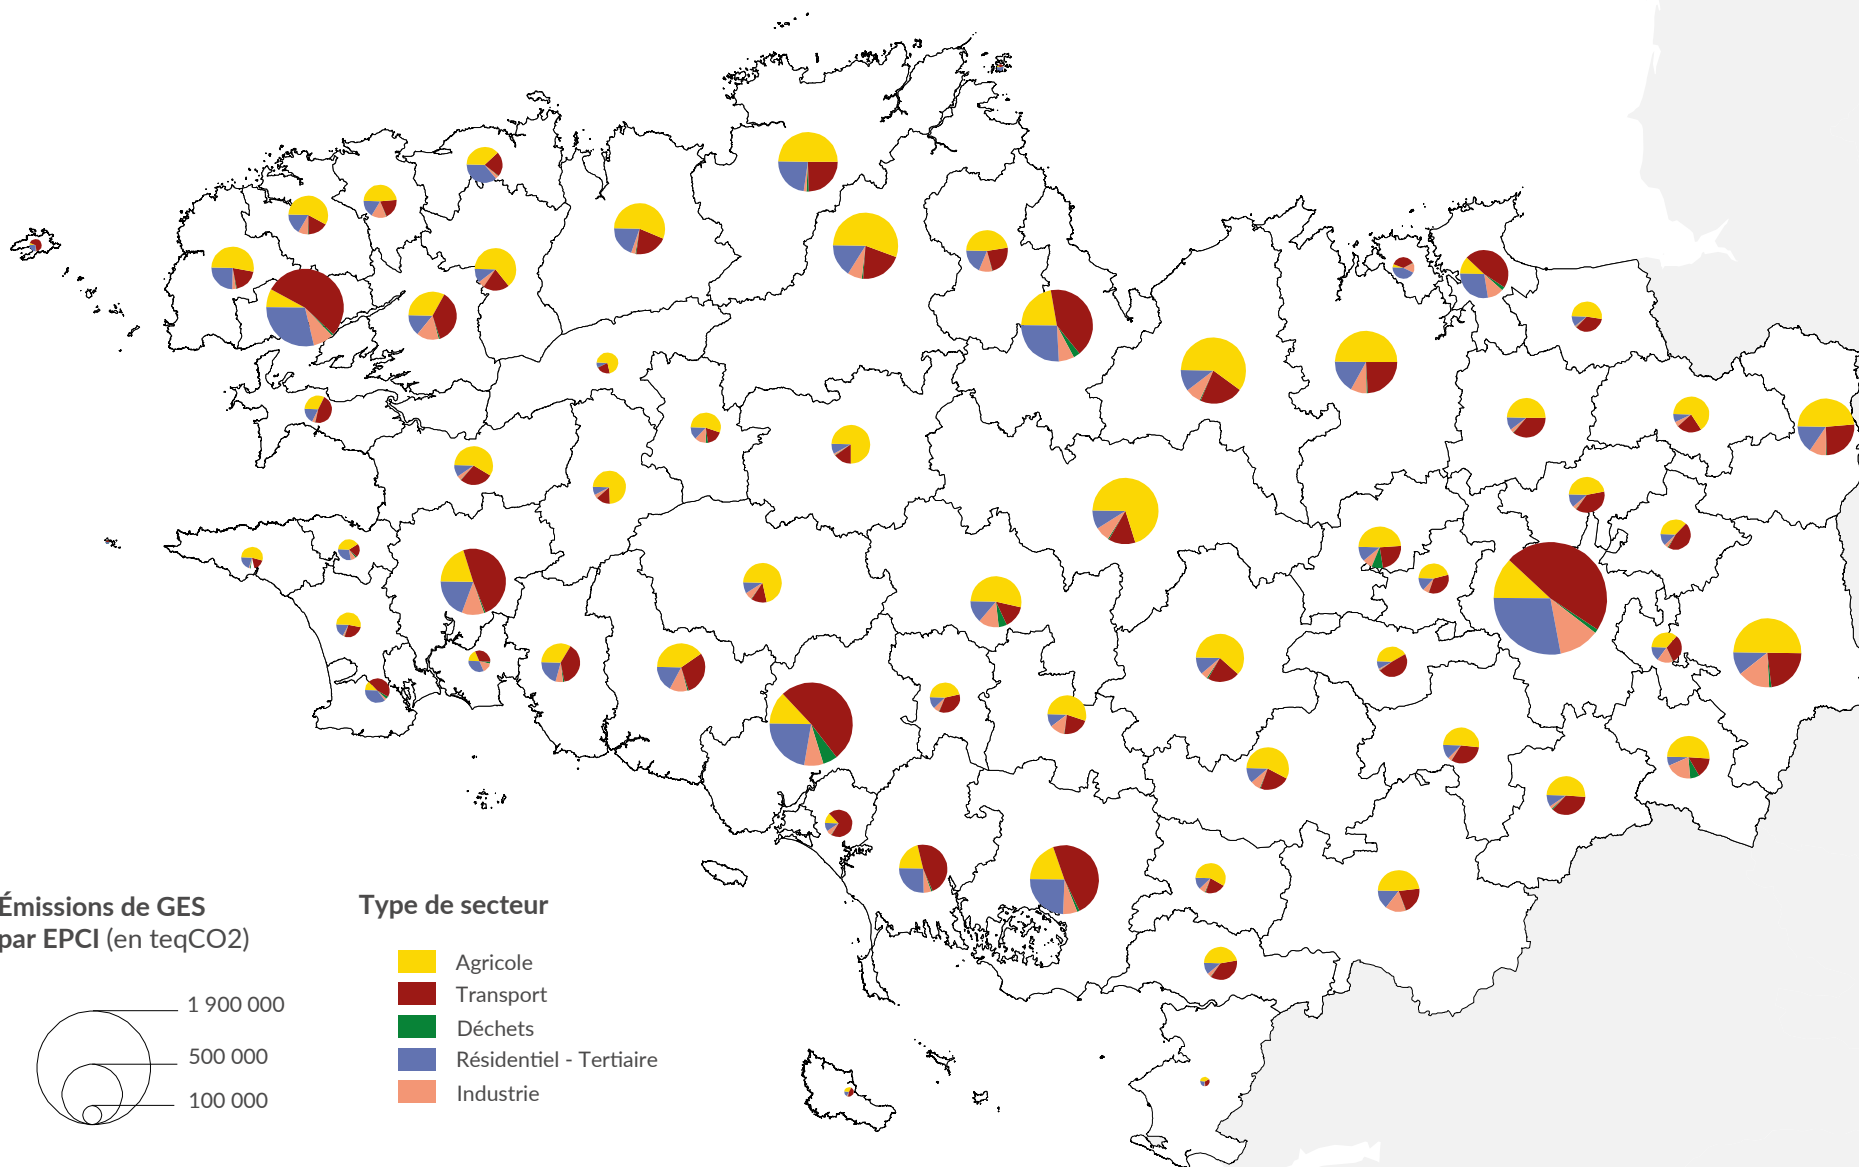 Émissions de GES
par EPCI (en teqCO2)
1 900 000
500 000
100 000
Type de secteur
Agricole
Transport
Déchets
Résidentiel - Tertiaire
Industrie